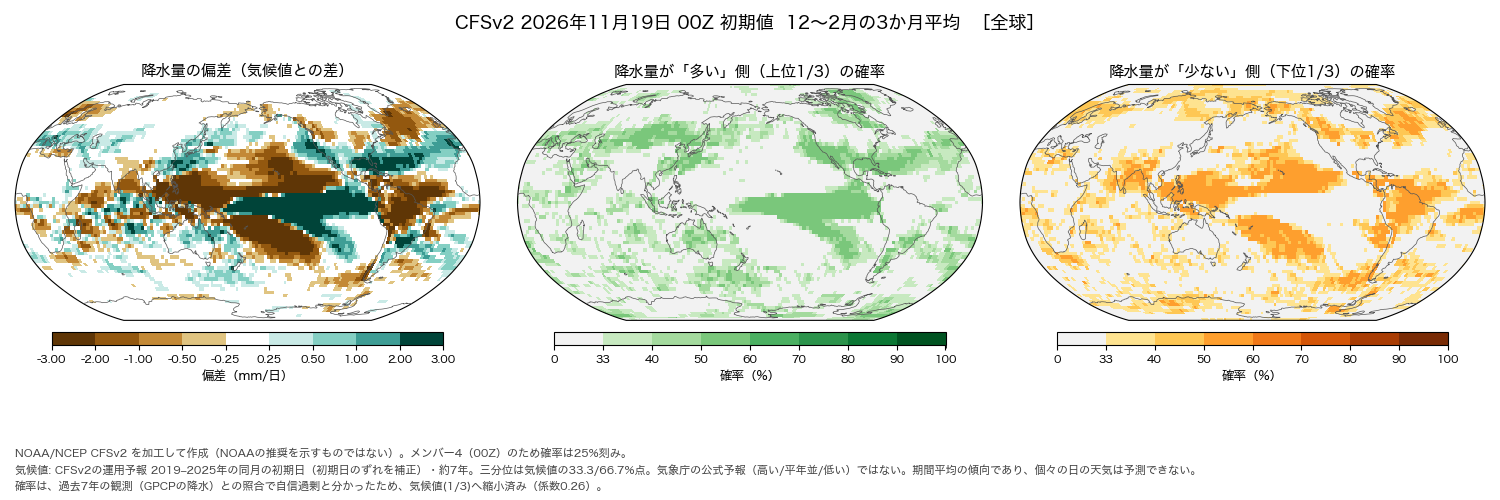 CFSv2 2026年11月19日 00Z 初期値 12～2月の3か月平均 ［全球］
降水量の偏差（気候値との差）
降水量が「多い」側（上位1/3）の確率
降水量が「少ない」側（下位1/3）の確率
-3.00 -2.00 -1.00 -0.50 -0.25 0.25 0.50 1.00 2.00 3.00
偏差（mm/日）
0 33 40 50 60 70 80 90 100
確率（%）
0 33 40 50 60 70 80 90 100
確率（%）
NOAA/NCEP CFSv2 を加工して作成（NOAAの推奨を示すものではない）。メンバー4（00Z）のため確率は25%刻み。
気候値: CFSv2の運用予報 2019–2025年の同月の初期日（初期日のずれを補正）・約7年。三分位は気候値の33.3/66.7%点。気象庁の公式予報（高い/平年並/低い）ではない。期間平均の傾向であり、個々の日の天気は予測できない。
確率は、過去7年の観測（GPCPの降水）との照合で自信過剰と分かったため、気候値(1/3)へ縮小済み（係数0.26）。